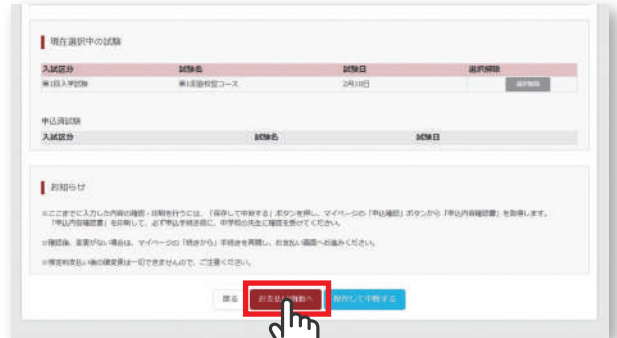 現在選択中の試験
入試区分 試験名 試験日 選択解除
第1回入学試験 第1回登校型コース 2月10日 選択解除
申込済試験
入試区分 試験名 試験日
お知らせ
※ここまでに入力した内容の確認・印刷を行うには、「保存して中断する」ボタンを押し、マイページの「申込確認」ボタンから「申込内容確認書」を取得します。
「申込内容確認書」を印刷して、必ず申込手続き前に、中学校の先生に確認を受けてください。
※確認後、変更がない場合は、マイページの「続きから」手続きを再開し、お支払い画面へお進みください。
※検定料支払い後の諸変更は一切できませんので、ご注意ください。
戻る お支払い画面へ 保存して中断する